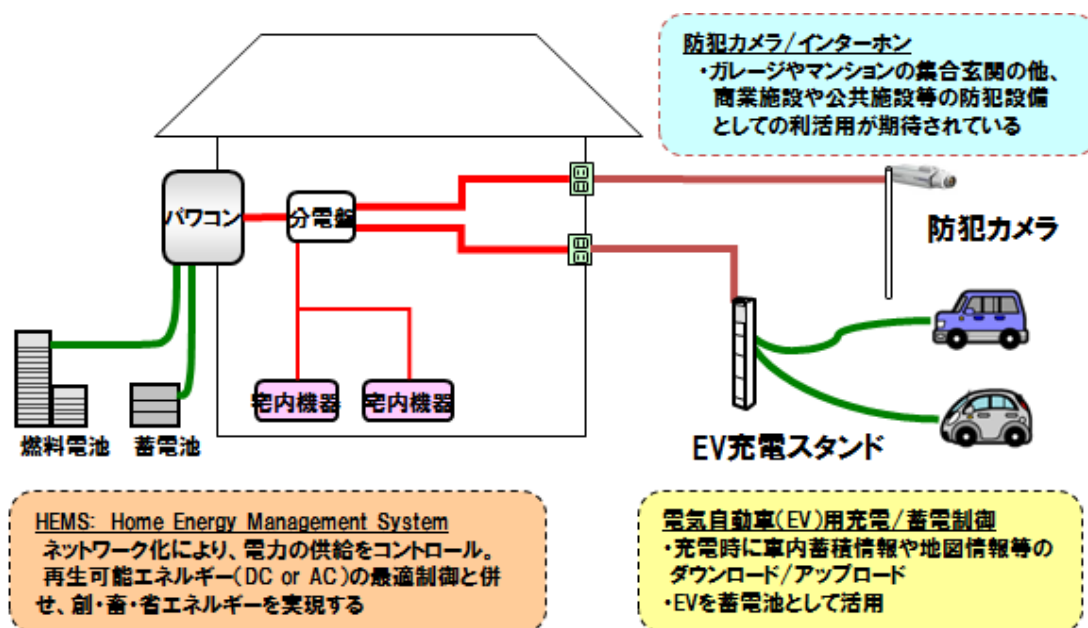 防犯カメラ/インターホン
・ガレージやマンションの集合玄関の他、
商業施設や公共施設等の防犯設備
としての利活用が期待されている
パワコン
分電盤
防犯カメラ
宅内機器
宅内機器
燃料電池
蓄電池
EV充電スタンド
HEMS: Home Energy Management System
ネットワーク化により、電力の供給をコントロール。
再生可能エネルギー(DC or AC)の最適制御と併
せ、創・畜・省エネルギーを実現する
電気自動車(EV)用充電/蓄電制御
・充電時に車内蓄積情報や地図情報等の
ダウンロード/アップロード
・EVを蓄電池として活用